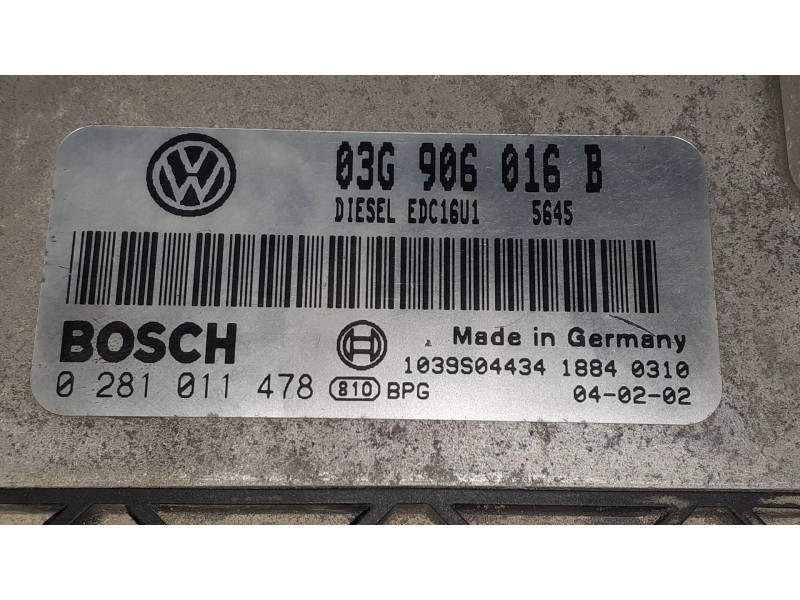 03G 906 016 B
DIESEL EDC16U1 5645
BOSCH
Made in Germany
1039S04434 1884 0310
0 281 011 478 810 BPG 04-02-02